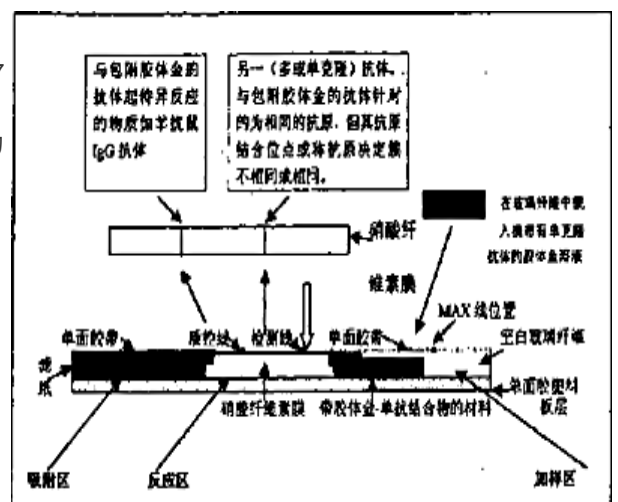 与包附胶体金的
抗体起特异反应
的物质如羊抗鼠
IgG抗体
另一（多或单克隆）抗体。
与包附胶体金的抗体针对
的为相同的抗原，但其抗原
结合位点或称抗原决定簇
不相同或相同。
硝酸纤
维素膜
在玻璃纤维中载
入包被有单克隆
抗体的胶体金溶液
MAX线位置
单面胶带
质控线
检测线
单面胶带
空白玻璃纤维
滤
纸
硝酸纤维素膜
带胶体金-单抗结合物的材料
单面胶塑料
板层
吸附区
反应区
加样区